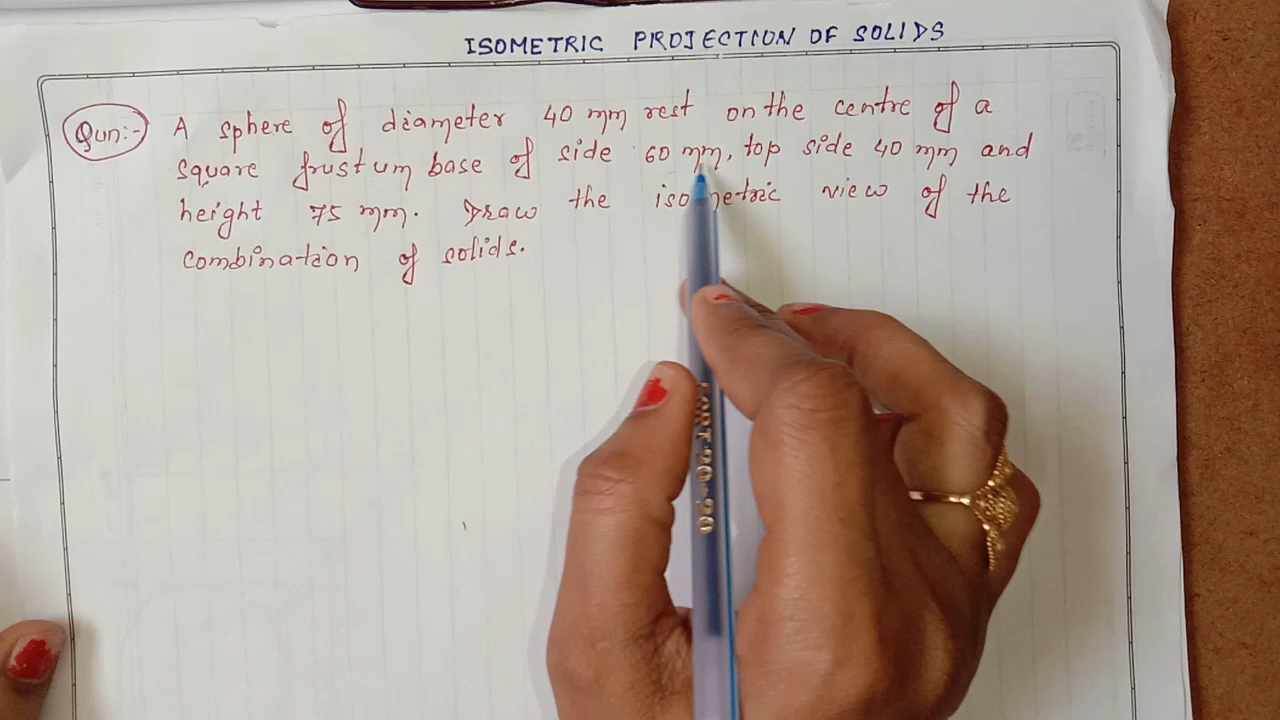 ISOMETRIC PROJECTION OF SOLIDS
Qun:- A sphere of diameter 40 mm rest on the centre of a
square frustum base of side 60 mm, top side 40 mm and
height 75 mm. Draw the isometric view of the
combination of solids.